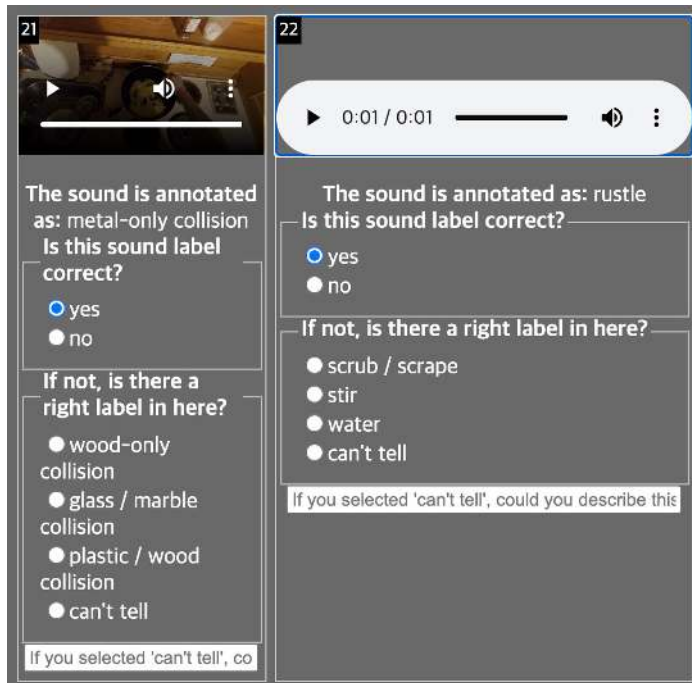 21
The sound is annotated
as: metal-only collision
Is this sound label
correct?
yes
no
If not, is there a
right label in here?
wood-only
collision
glass / marble
collision
plastic / wood
collision
can't tell
If you selected 'can't tell', co
22
0:01 / 0:01
The sound is annotated as: rustle
Is this sound label correct?
yes
no
If not, is there a right label in here?
scrub / scrape
stir
water
can't tell
If you selected 'can't tell', could you describe this